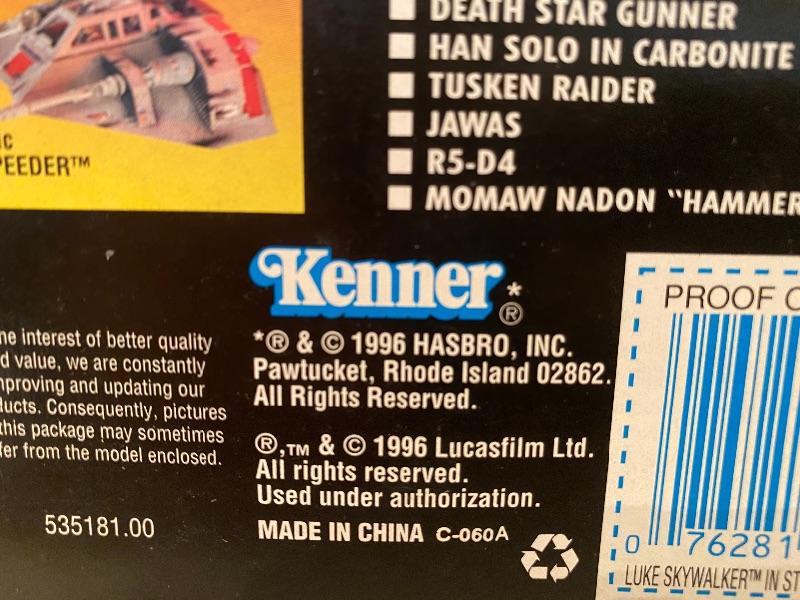 DEATH STAR GUNNER
HAN SOLO IN CARBONITE
TUSKEN RAIDER
JAWAS
R5-D4
MOMAW NADON "HAMMER
IC
PEEDER™
Kenner*®
*® & © 1996 HASBRO, INC.
Pawtucket, Rhode Island 02862.
All Rights Reserved.
®,™ & © 1996 Lucasfilm Ltd.
All rights reserved.
Used under authorization.
MADE IN CHINA C-060A
ne interest of better quality
d value, we are constantly
nproving and updating our
ducts. Consequently, pictures
this package may sometimes
fer from the model enclosed.
535181.00
PROOF O
0 76281
LUKE SKYWALKER™ IN ST